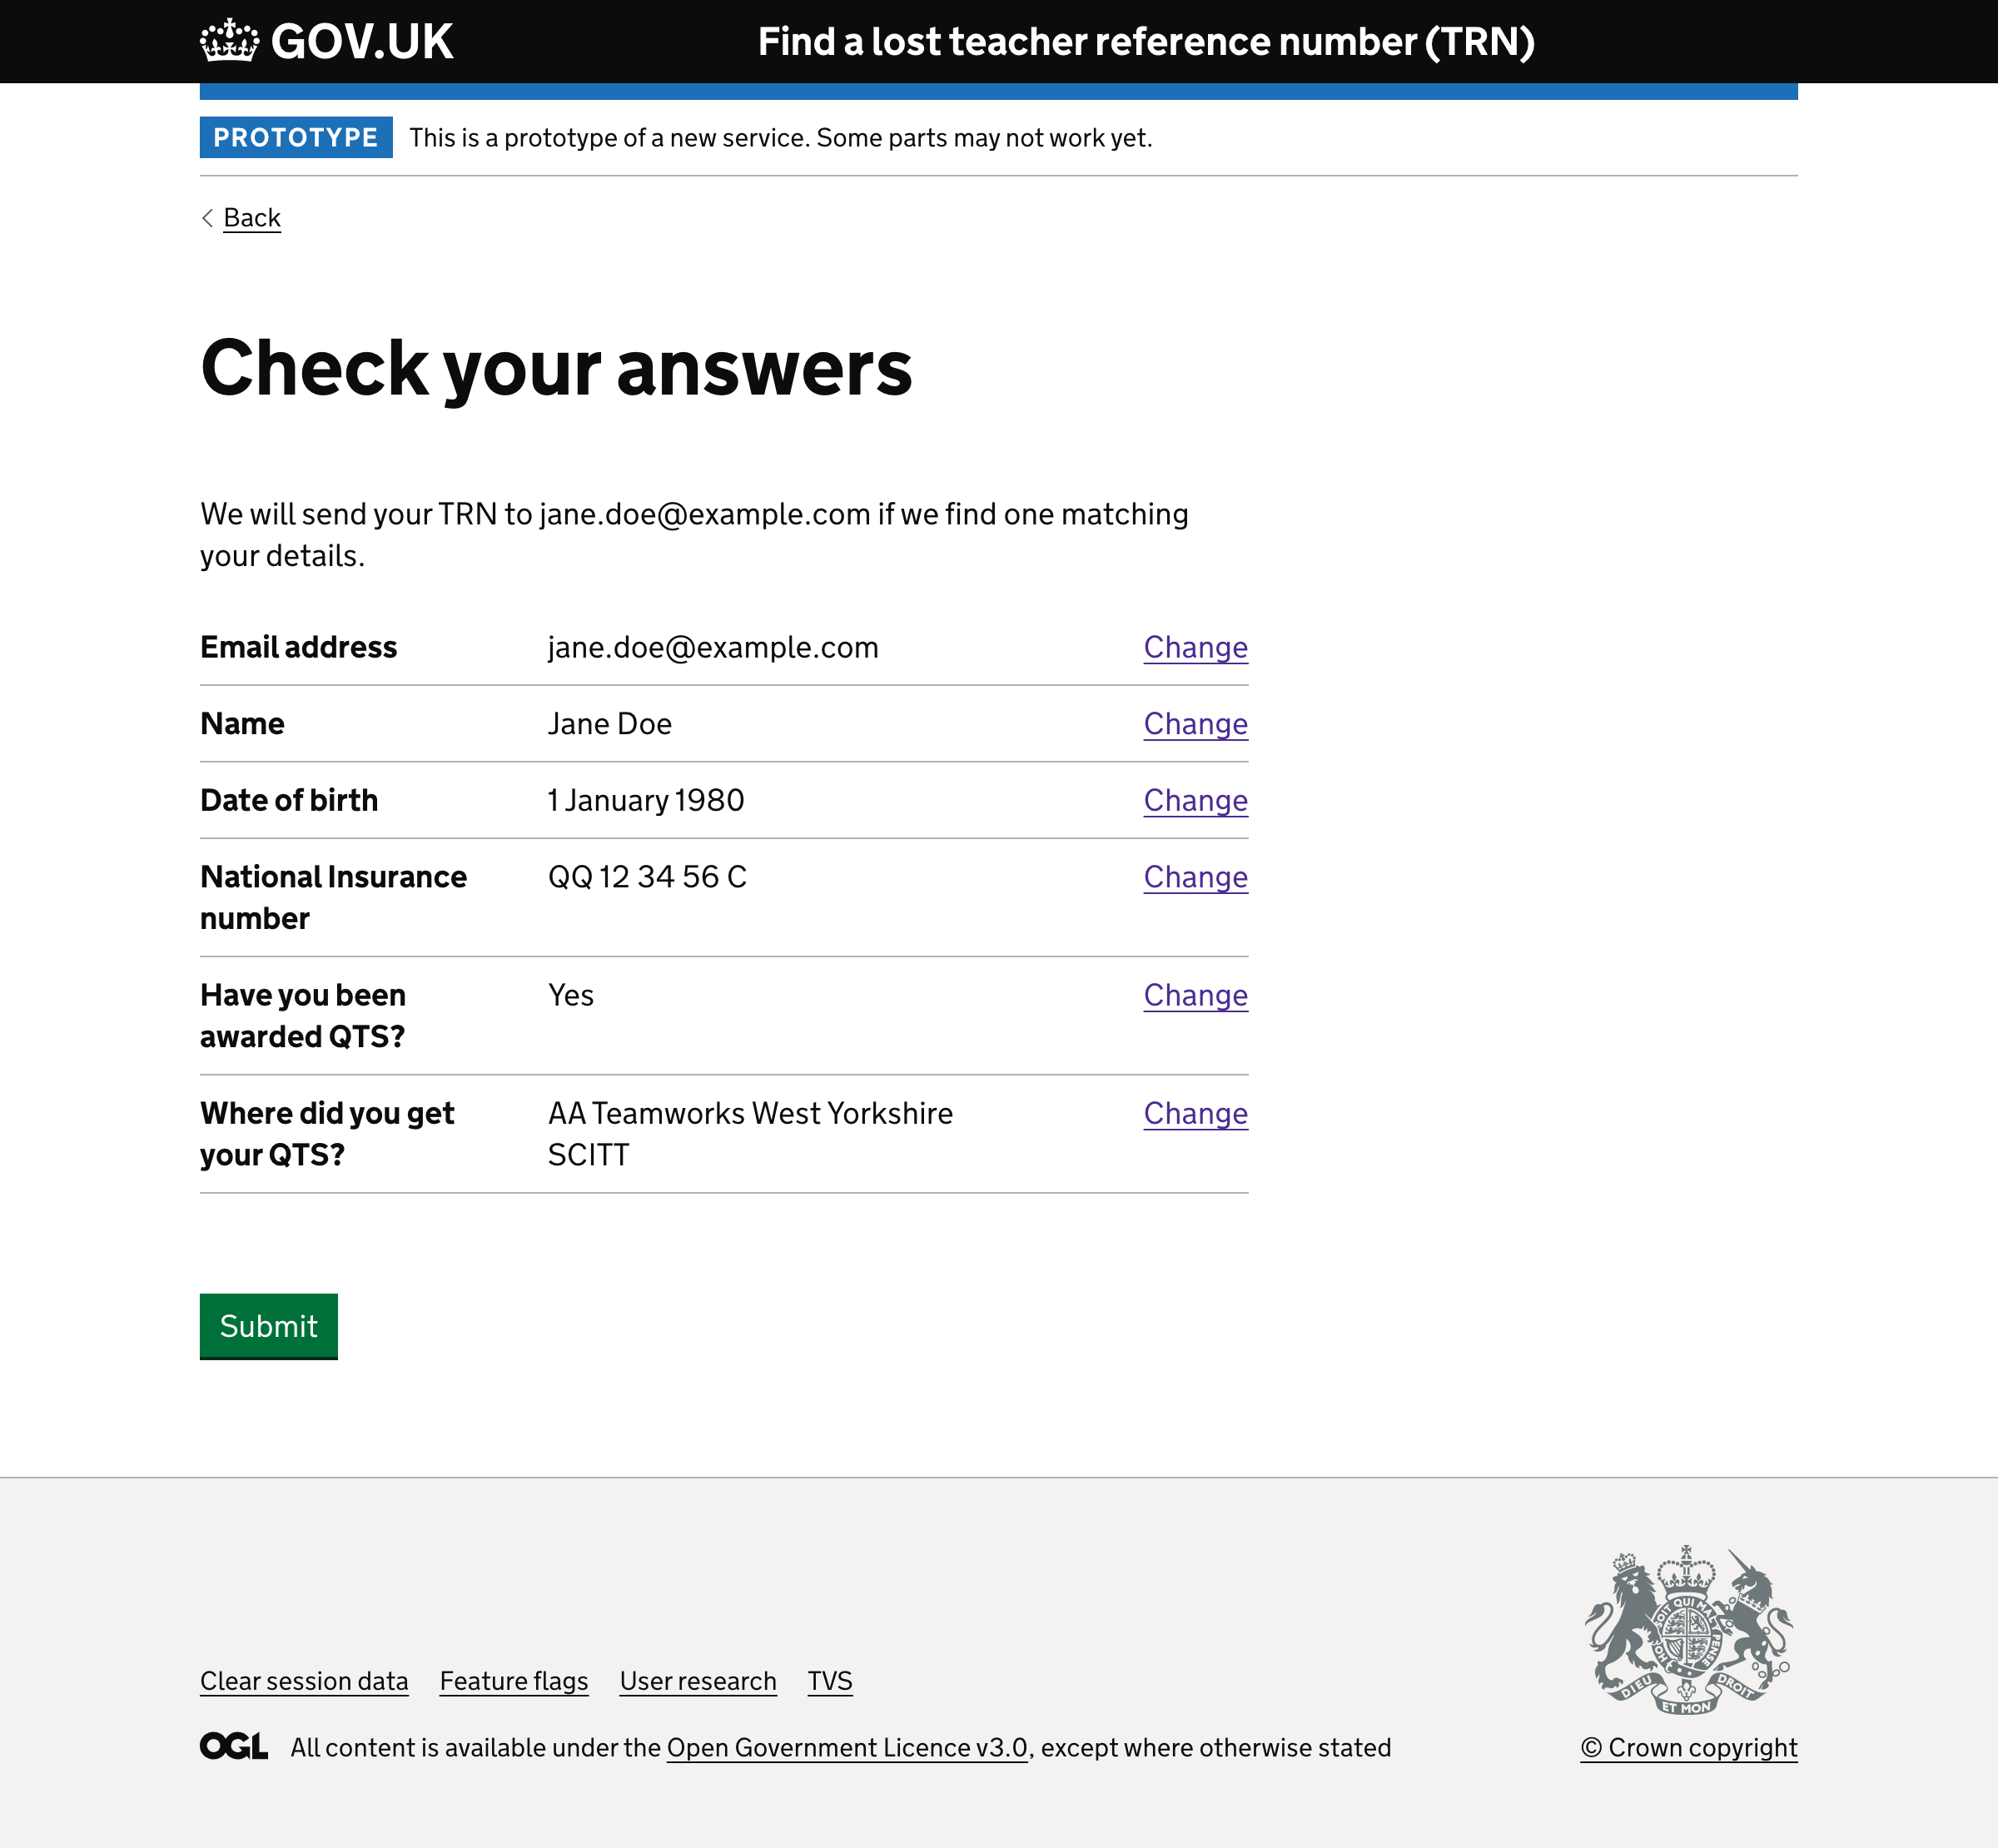 GOV.UK
Find a lost teacher reference number (TRN)
PROTOTYPE
This is a prototype of a new service. Some parts may not work yet.
Back
Check your answers
We will send your TRN to jane.doe@example.com if we find one matching
your details.
Email address
jane.doe@example.com
Change
Name
Jane Doe
Change
Date of birth
1 January 1980
Change
National Insurance
number
QQ 12 34 56 C
Change
Have you been
awarded QTS?
Yes
Change
Where did you get
your QTS?
AA Teamworks West Yorkshire
SCITT
Change
Submit
Clear session data
Feature flags
User research
TVS
OGL
All content is available under the Open Government Licence v3.0, except where otherwise stated
DIEU
ET MON
DROIT
© Crown copyright